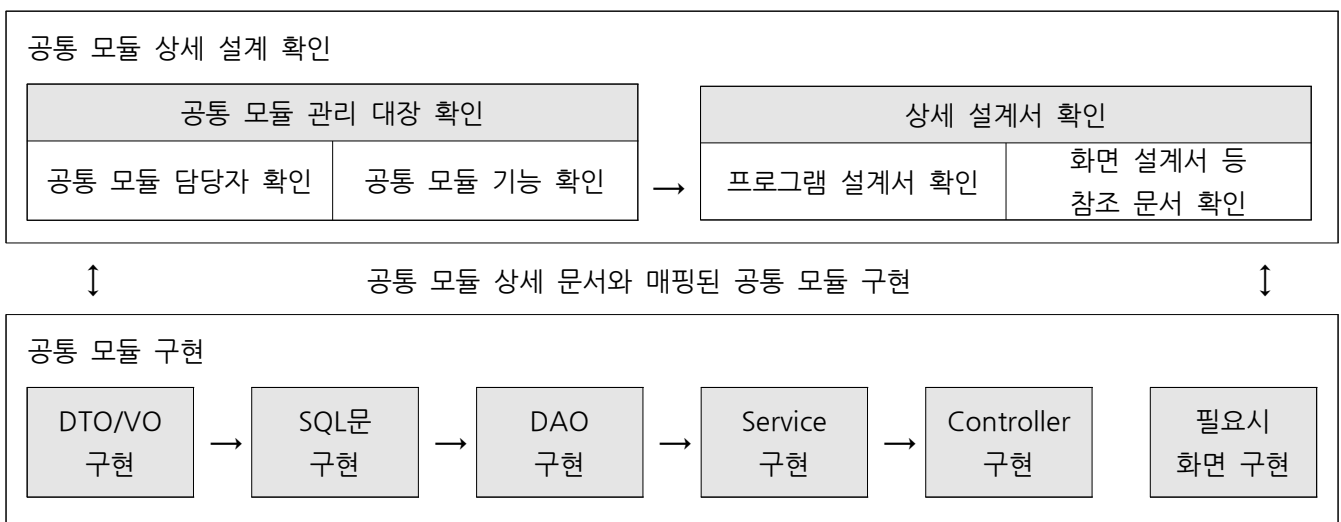 공통 모듈 상세 설계 확인
공통 모듈 관리 대장 확인
공통 모듈 담당자 확인
공통 모듈 기능 확인
→
상세 설계서 확인
프로그램 설계서 확인
화면 설계서 등
참조 문서 확인
↕ 공통 모듈 상세 문서와 매핑된 공통 모듈 구현 ↕
공통 모듈 구현
DTO/VO
구현
→
SQL문
구현
→
DAO
구현
→
Service
구현
→
Controller
구현
필요시
화면 구현